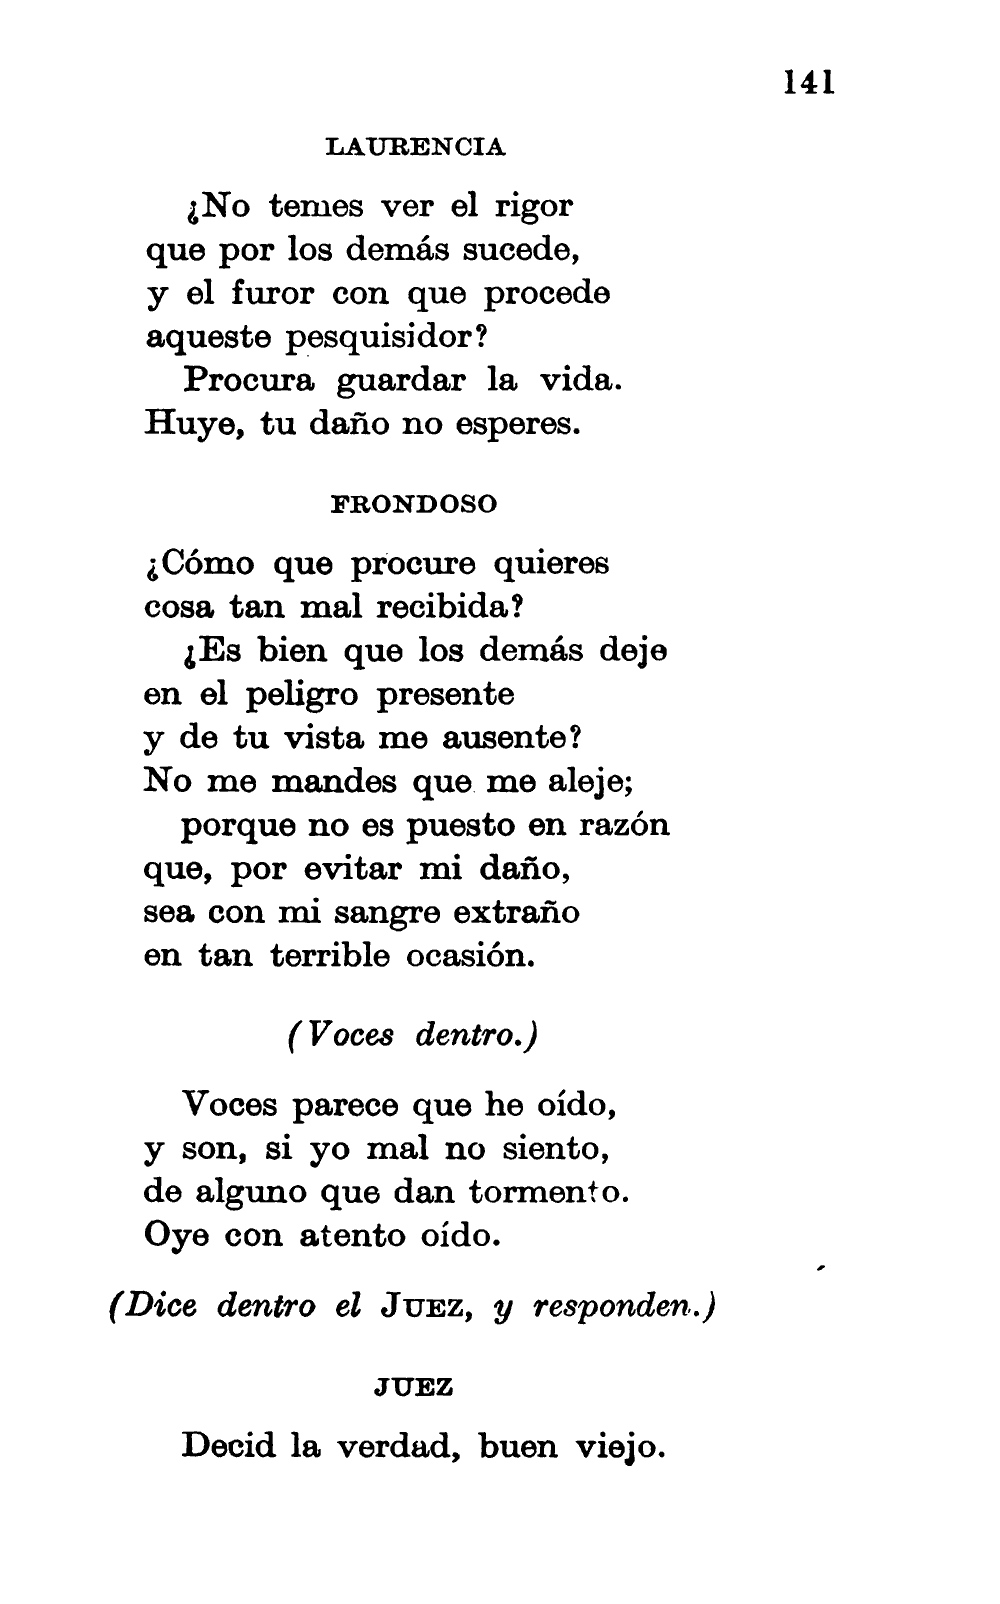 141
LAURENCIA
¿No temes ver el rigor
que por los demás sucede,
y el furor con que procede
aqueste pesquisidor?
Procura guardar la vida.
Huye, tu daño no esperes.
FRONDOSO
¿Cómo que procure quieres
cosa tan mal recibida?
¿Es bien que los demás deje
en el peligro presente
y de tu vista me ausente?
No me mandes que me aleje;
porque no es puesto en razón
que, por evitar mi daño,
sea con mi sangre extraño
en tan terrible ocasión.
(Voces dentro.)
Voces parece que he oído,
y son, si yo mal no siento,
de alguno que dan tormento.
Oye con atento oído.
(Dice dentro el JUEZ, y responden.)
JUEZ
Decid la verdad, buen viejo.